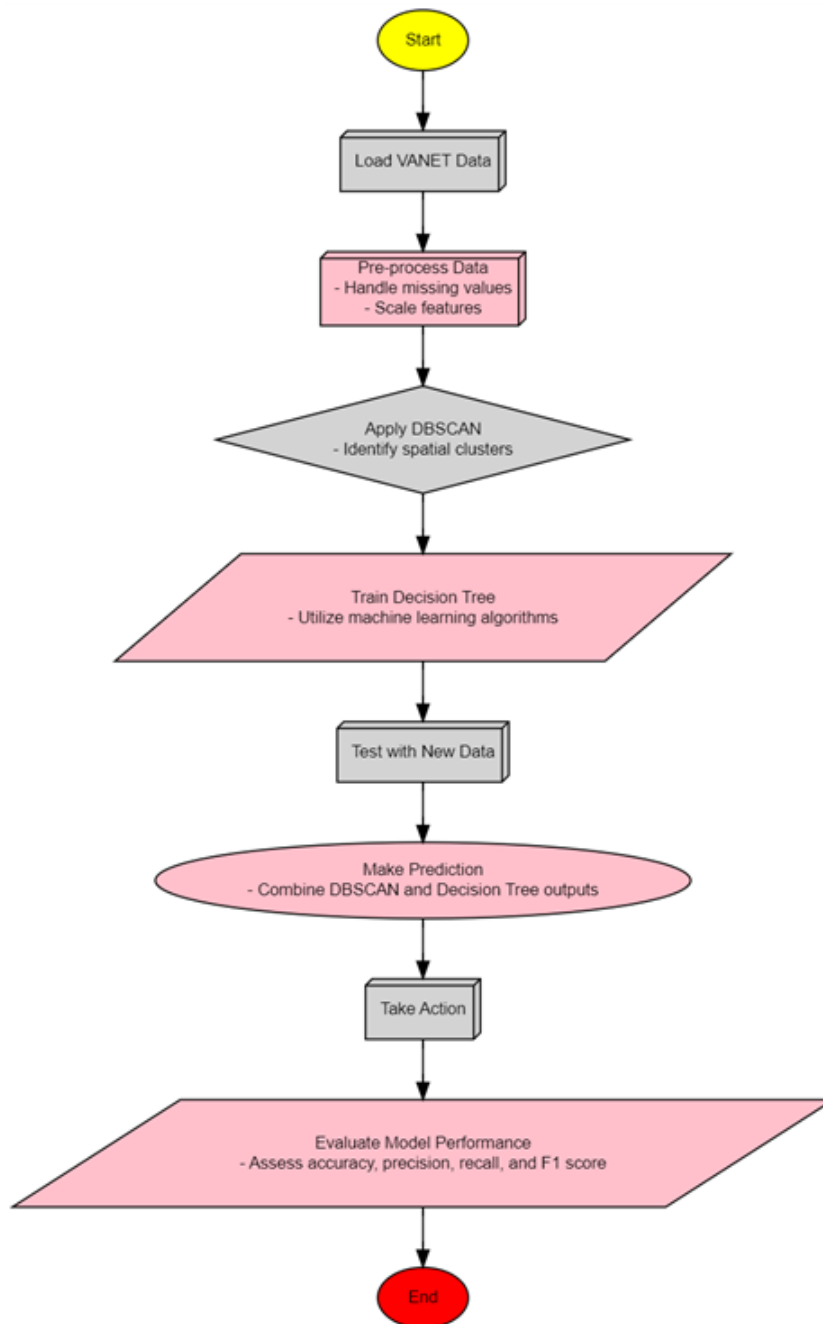 Start
Load VANET Data
Pre-process Data
- Handle missing values
- Scale features
Apply DBSCAN
- Identify spatial clusters
Train Decision Tree
- Utilize machine learning algorithms
Test with New Data
Make Prediction
- Combine DBSCAN and Decision Tree outputs
Take Action
Evaluate Model Performance
- Assess accuracy, precision, recall, and F1 score
End